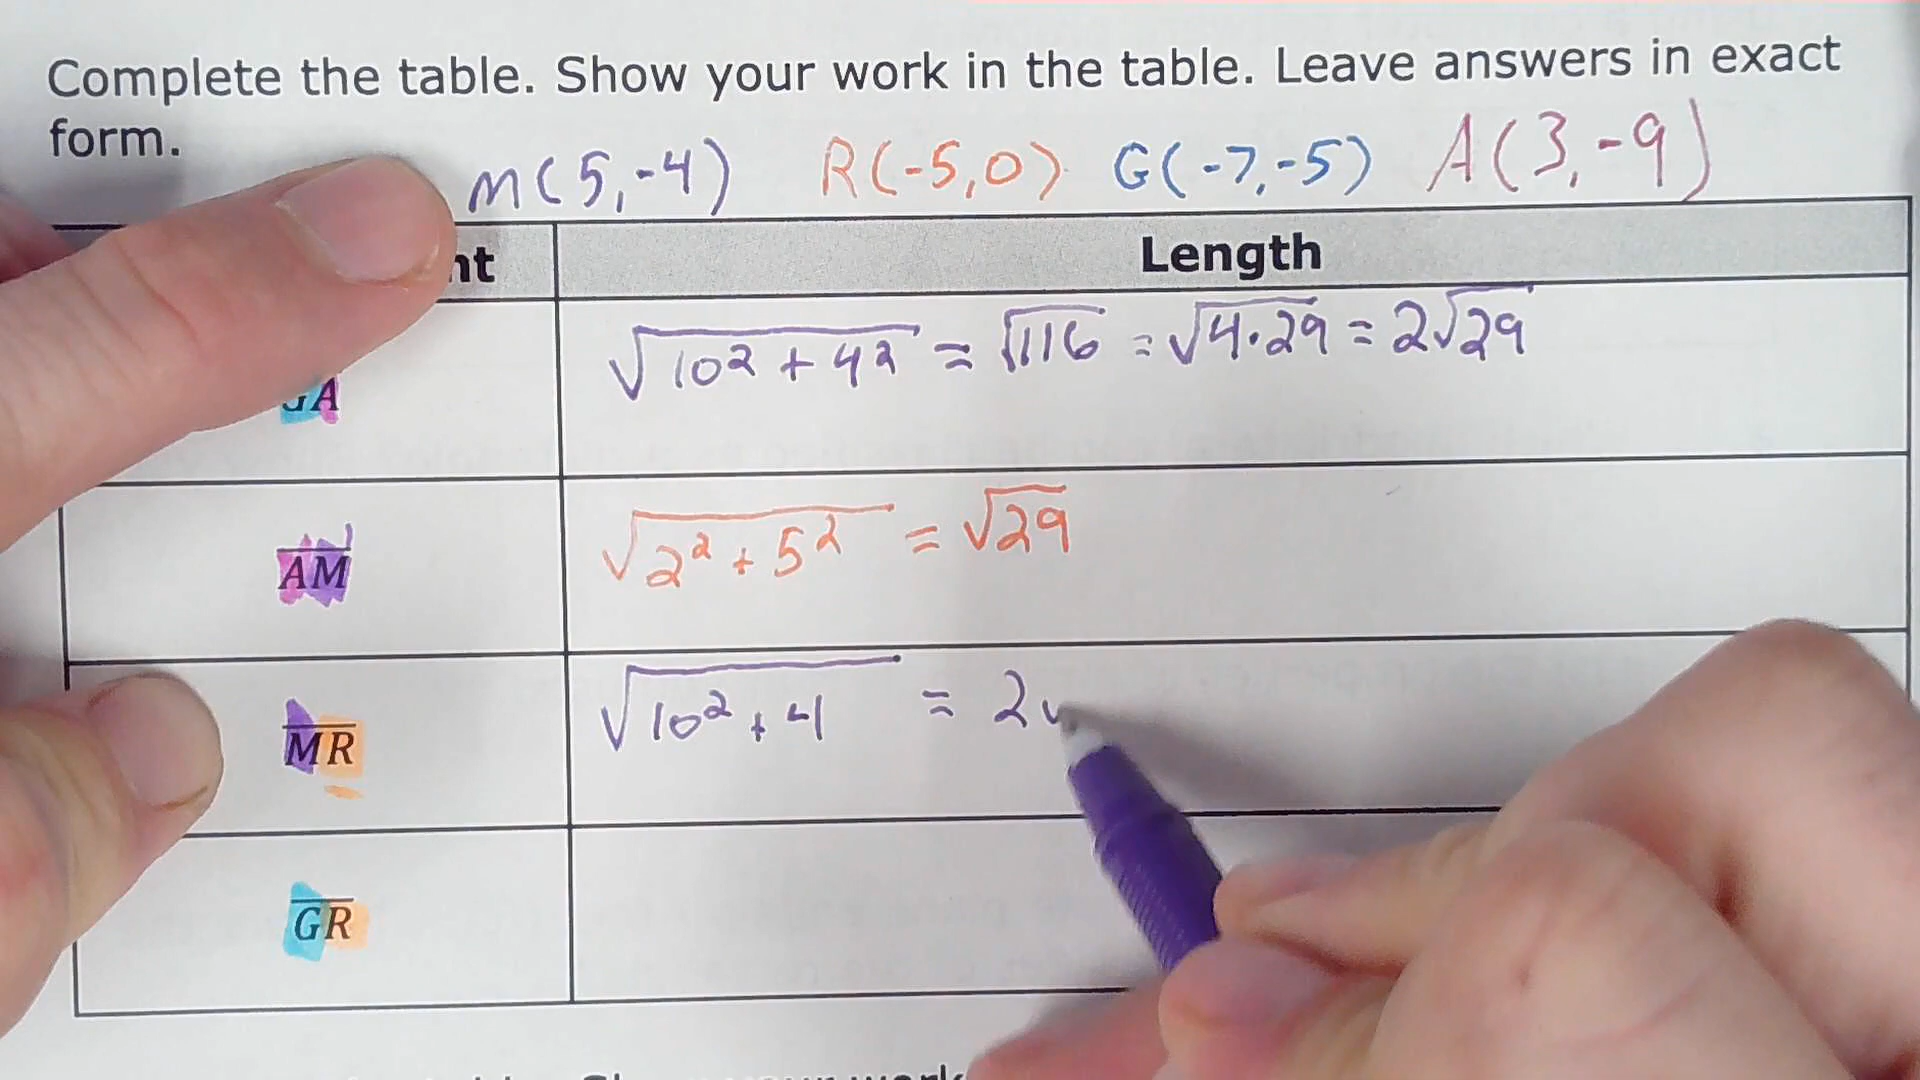 Complete the table. Show your work in the table. Leave answers in exact
form.
M(5,-4) R(-5,0) G(-7,-5) A(3,-9)
nt Length
GA √(10² + 4²) = √116 = √(4·29) = 2√29
AM √(2² + 5²) = √29
MR √(10² + 4) = 2
GR